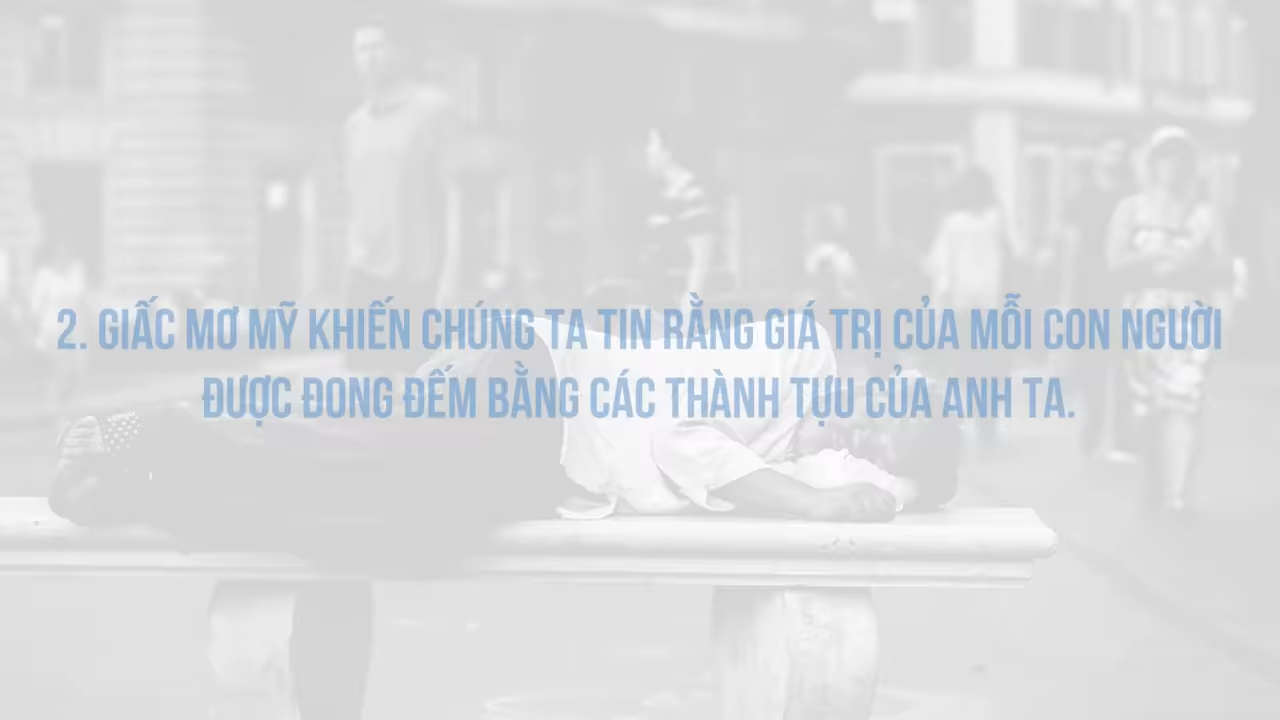 2. GIẤC MƠ MỸ KHIẾN CHÚNG TA TIN RẰNG GIÁ TRỊ CỦA MỖI CON NGƯỜI
ĐƯỢC ĐONG ĐẾM BẰNG CÁC THÀNH TỰU CỦA ANH TA.